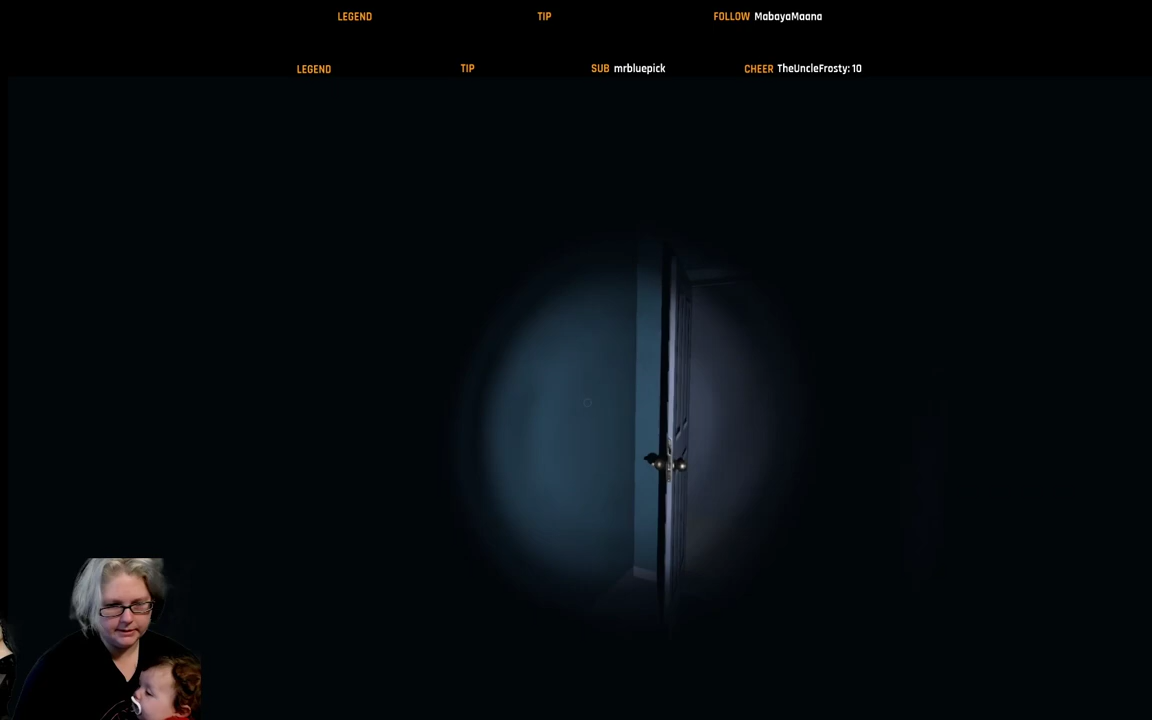 LEGEND TIP FOLLOW MabayaMaana
LEGEND TIP SUB mrbluepick CHEER TheUncleFrosty: 10